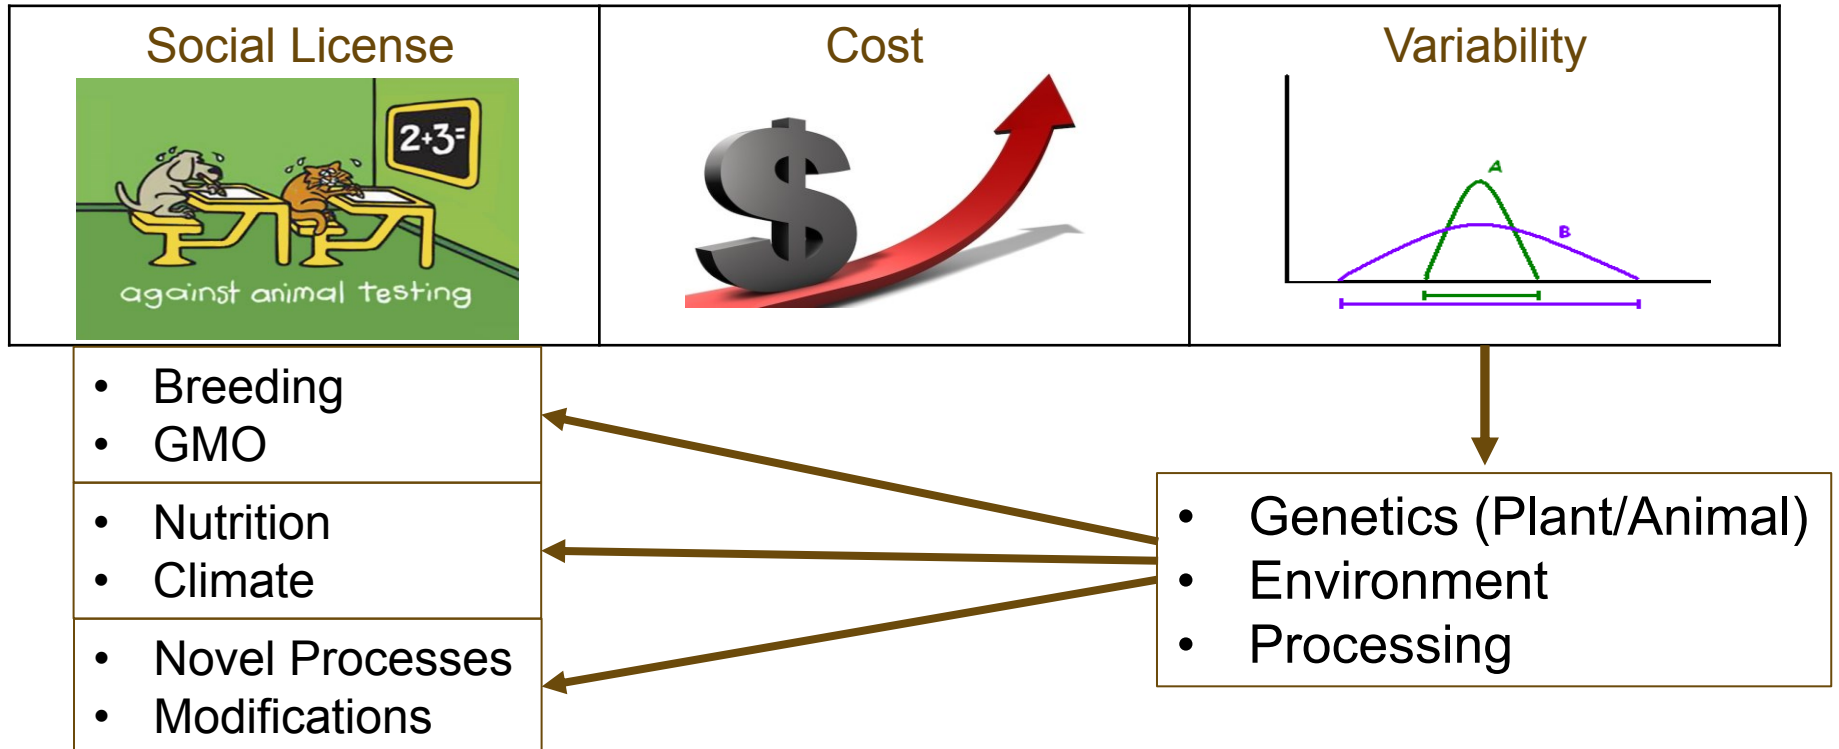 Social License
Cost
Variability
2+3=
against animal testing
$
A
B
• Breeding
• GMO
• Nutrition
• Climate
• Novel Processes
• Modifications
• Genetics (Plant/Animal)
• Environment
• Processing